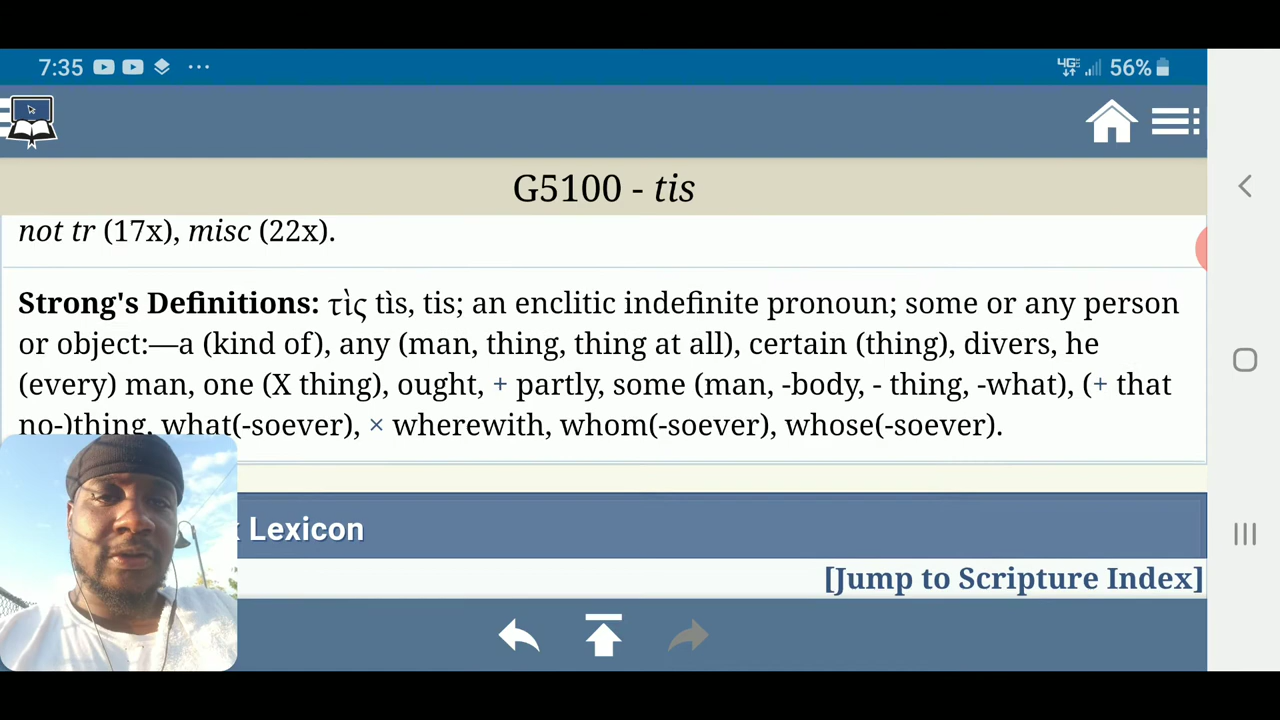 7:35 ... 4G 56%
G5100 - tis
not tr (17x), misc (22x).
Strong's Definitions: τὶς tìs, tis; an enclitic indefinite pronoun; some or any person
or object:—a (kind of), any (man, thing, thing at all), certain (thing), divers, he
(every) man, one (X thing), ought, + partly, some (man, -body, - thing, -what), (+ that
no-)thing, what(-soever), × wherewith, whom(-soever), whose(-soever).
Lexicon
[Jump to Scripture Index]